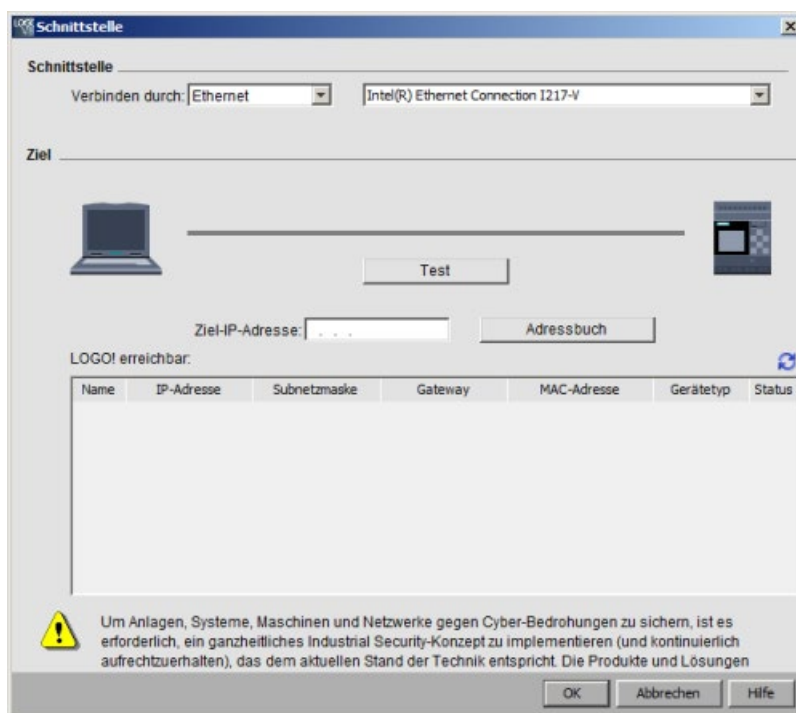 Schnittstelle
Schnittstelle
Verbinden durch: Ethernet Intel(R) Ethernet Connection I217-V
Ziel
Test
Ziel-IP-Adresse: . . . Adressbuch
LOGO! erreichbar:
Name IP-Adresse Subnetzmaske Gateway MAC-Adresse Gerätetyp Status
Um Anlagen, Systeme, Maschinen und Netzwerke gegen Cyber-Bedrohungen zu sichern, ist es
erforderlich, ein ganzheitliches Industrial Security-Konzept zu implementieren (und kontinuierlich
aufrechtzuerhalten), das dem aktuellen Stand der Technik entspricht. Die Produkte und Lösungen
OK Abbrechen Hilfe